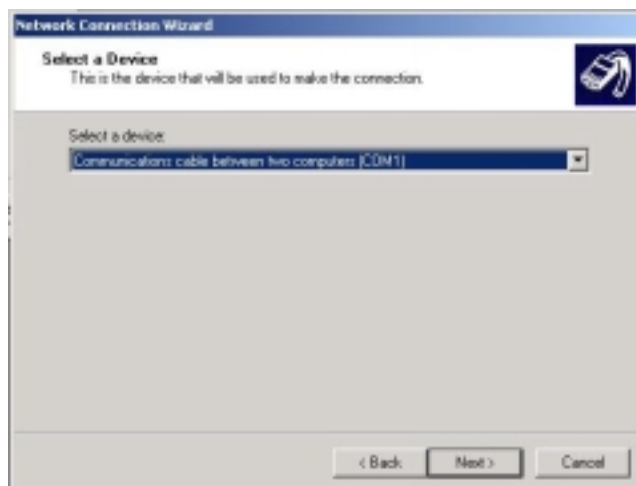 Network Connection Wizard
Select a Device
This is the device that will be used to make the connection.
Select a device:
Communications cable between two computers (COM1)
< Back
Next >
Cancel